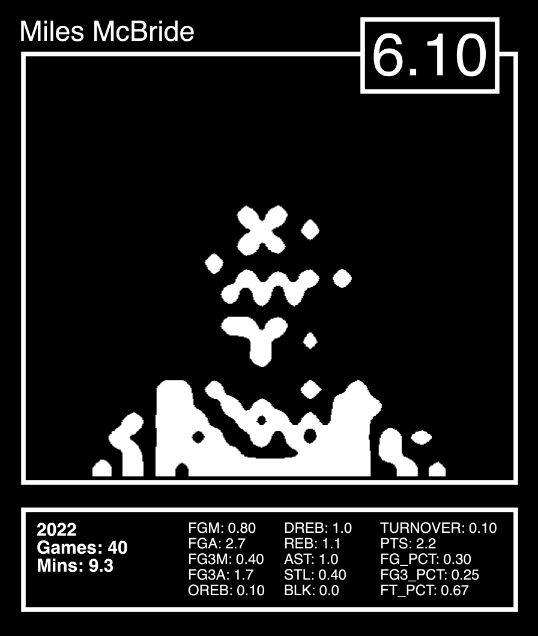 Miles McBride
6.10
2022
Games: 40
Mins: 9.3
FGM: 0.80
FGA: 2.7
FG3M: 0.40
FG3A: 1.7
OREB: 0.10
DREB: 1.0
REB: 1.1
AST: 1.0
STL: 0.40
BLK: 0.0
TURNOVER: 0.10
PTS: 2.2
FG_PCT: 0.30
FG3_PCT: 0.25
FT_PCT: 0.67